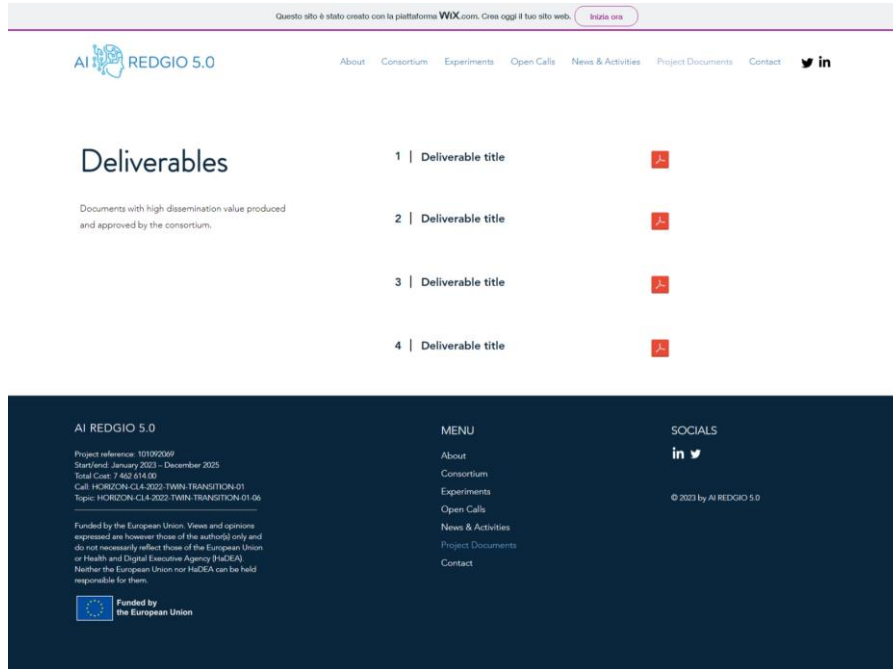 Questo sito è stato creato con la piattaforma WiX.com. Crea oggi il tuo sito web. Inizia ora
AI REDGIO 5.0
About Consortium Experiments Open Calls News & Activities Project Documents Contact
Deliverables
Documents with high dissemination value produced
and approved by the consortium.
1 | Deliverable title
2 | Deliverable title
3 | Deliverable title
4 | Deliverable title
AI REDGIO 5.0
Project reference: 101092069
Start/end: January 2023 – December 2025
Total Cost: 7 462 614.00
Call: HORIZON-CL4-2022-TWIN-TRANSITION-01
Topic: HORIZON-CL4-2022-TWIN-TRANSITION-01-06
Funded by the European Union. Views and opinions
expressed are however those of the author(s) only and
do not necessarily reflect those of the European Union
or Health and Digital Executive Agency (HaDEA).
Neither the European Union nor HaDEA can be held
responsible for them.
Funded by
the European Union
MENU
About
Consortium
Experiments
Open Calls
News & Activities
Project Documents
Contact
SOCIALS
© 2023 by AI REDGIO 5.0